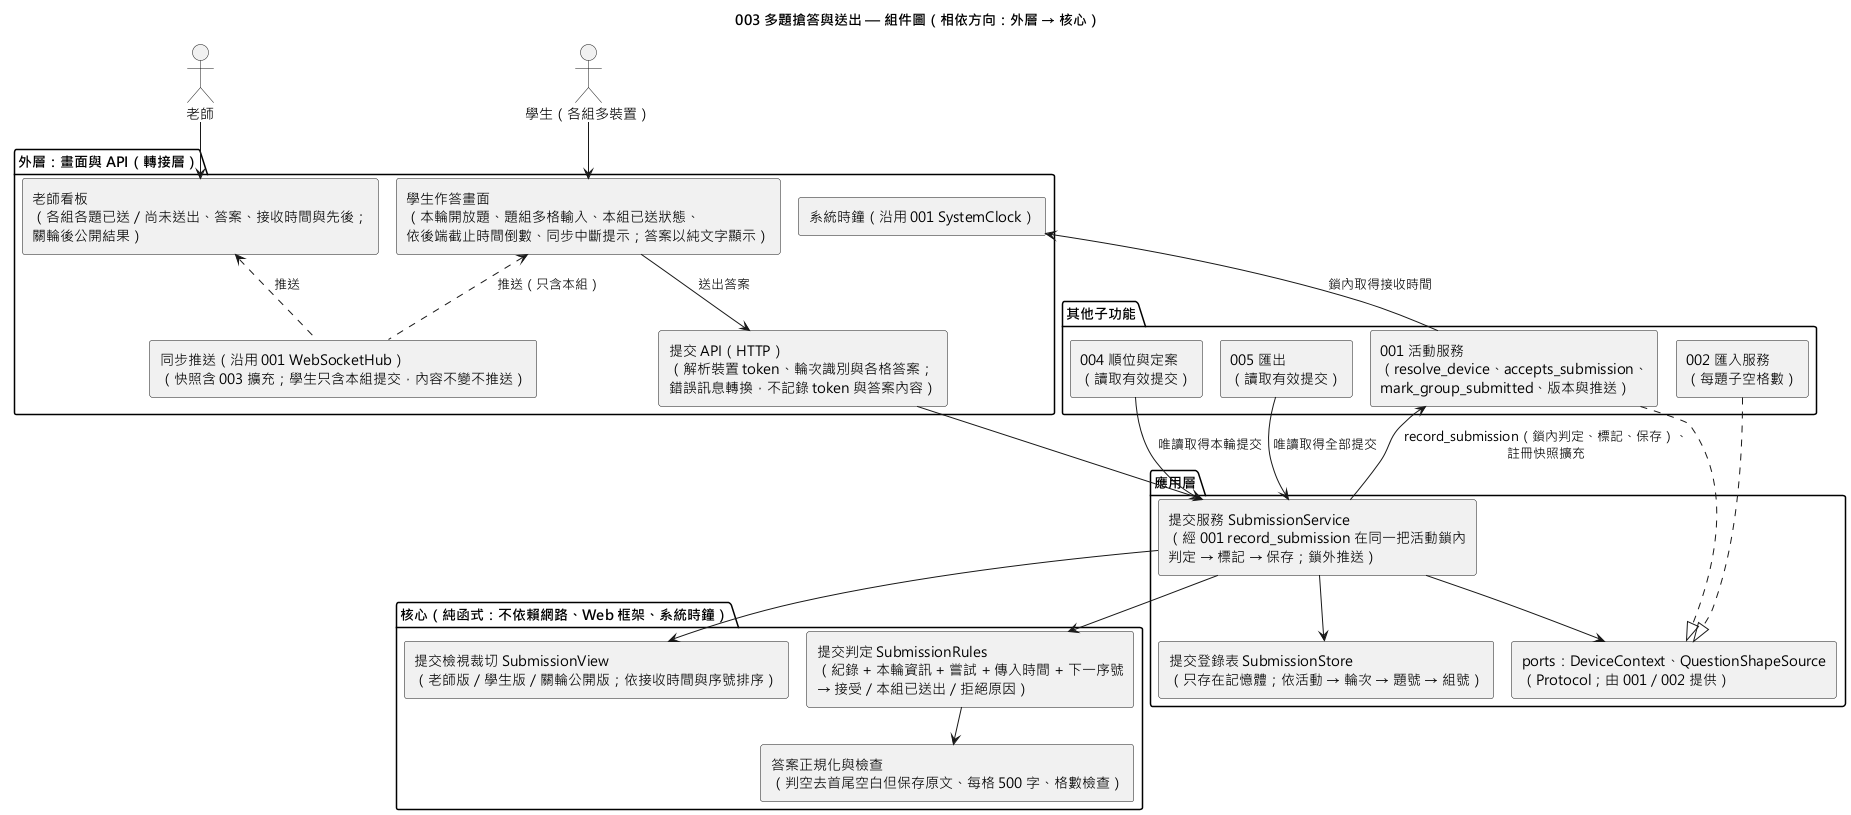 003 多題搶答與送出 — 組件圖（相依方向：外層 → 核心）
老師
學生（各組多裝置）
外層：畫面與 API（轉接層）
老師看板
（各組各題已送 / 尚未送出、答案、接收時間與先後；
關輪後公開結果）
學生作答畫面
（本輪開放題、題組多格輸入、本組已送狀態、
依後端截止時間倒數、同步中斷提示；答案以純文字顯示）
系統時鐘（沿用 001 SystemClock）
推送
推送（只含本組）
送出答案
鎖內取得接收時間
同步推送（沿用 001 WebSocketHub）
（快照含 003 擴充；學生只含本組提交．內容不變不推送）
提交 API（HTTP）
（解析裝置 token、輪次識別與各格答案；
錯誤訊息轉換．不記錄 token 與答案內容）
其他子功能
004 順位與定案
（讀取有效提交）
005 匯出
（讀取有效提交）
001 活動服務
（resolve_device、accepts_submission、
mark_group_submitted、版本與推送）
002 匯入服務
（每題子空格數）
唯讀取得本輪提交
唯讀取得全部提交
record_submission（鎖內判定、標記、保存）、
註冊快照擴充
應用層
提交服務 SubmissionService
（經 001 record_submission 在同一把活動鎖內
判定 → 標記 → 保存；鎖外推送）
提交登錄表 SubmissionStore
（只存在記憶體；依活動 → 輪次 → 題號 → 組號）
ports：DeviceContext、QuestionShapeSource
（Protocol；由 001 / 002 提供）
核心（純函式：不依賴網路、Web 框架、系統時鐘）
提交檢視裁切 SubmissionView
（老師版 / 學生版 / 關輪公開版；依接收時間與序號排序）
提交判定 SubmissionRules
（紀錄 + 本輪資訊 + 嘗試 + 傳入時間 + 下一序號
→ 接受 / 本組已送出 / 拒絕原因）
答案正規化與檢查
（判空去首尾空白但保存原文、每格 500 字、格數檢查）